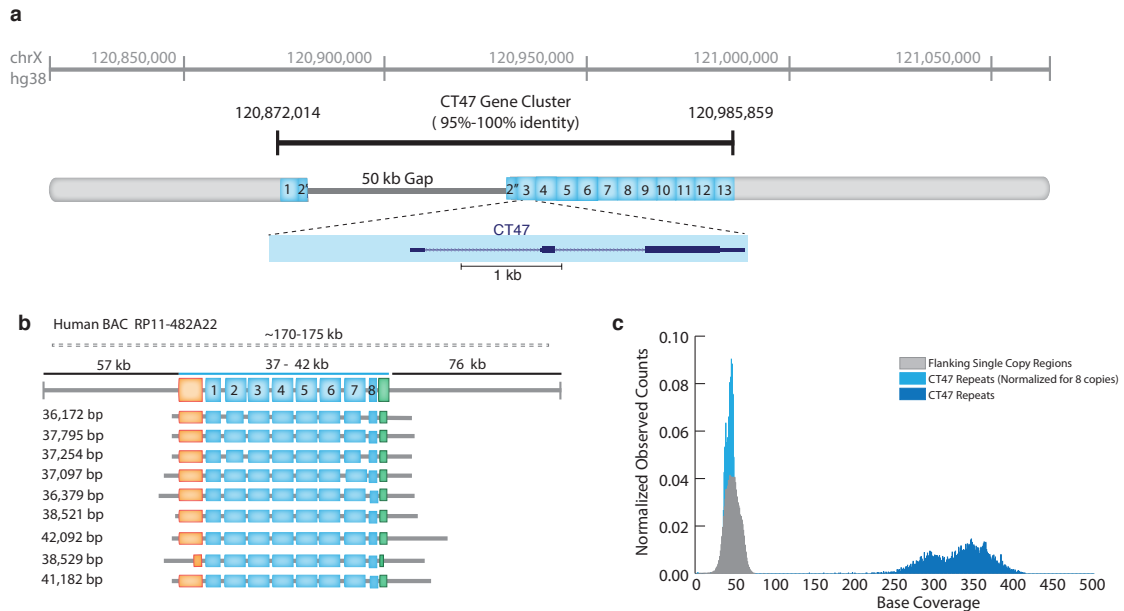 a
chrX
hg38
120,850,000 120,900,000 120,950,000 121,000,000 121,050,000
CT47 Gene Cluster
( 95%-100% identity)
120,872,014 120,985,859
1 2' 50 kb Gap 2" 3 4 5 6 7 8 9 10 11 12 13
CT47
1 kb
b
Human BAC RP11-482A22
~170-175 kb
57 kb 37 - 42 kb 76 kb
1 2 3 4 5 6 7 8
36,172 bp
37,795 bp
37,254 bp
37,097 bp
36,379 bp
38,521 bp
42,092 bp
38,529 bp
41,182 bp
c
Normalized Observed Counts
0.10
0.08
0.06
0.04
0.02
0.00
0 50 100 150 200 250 300 350 400 450 500
Base Coverage
Flanking Single Copy Regions
CT47 Repeats (Normalized for 8 copies)
CT47 Repeats